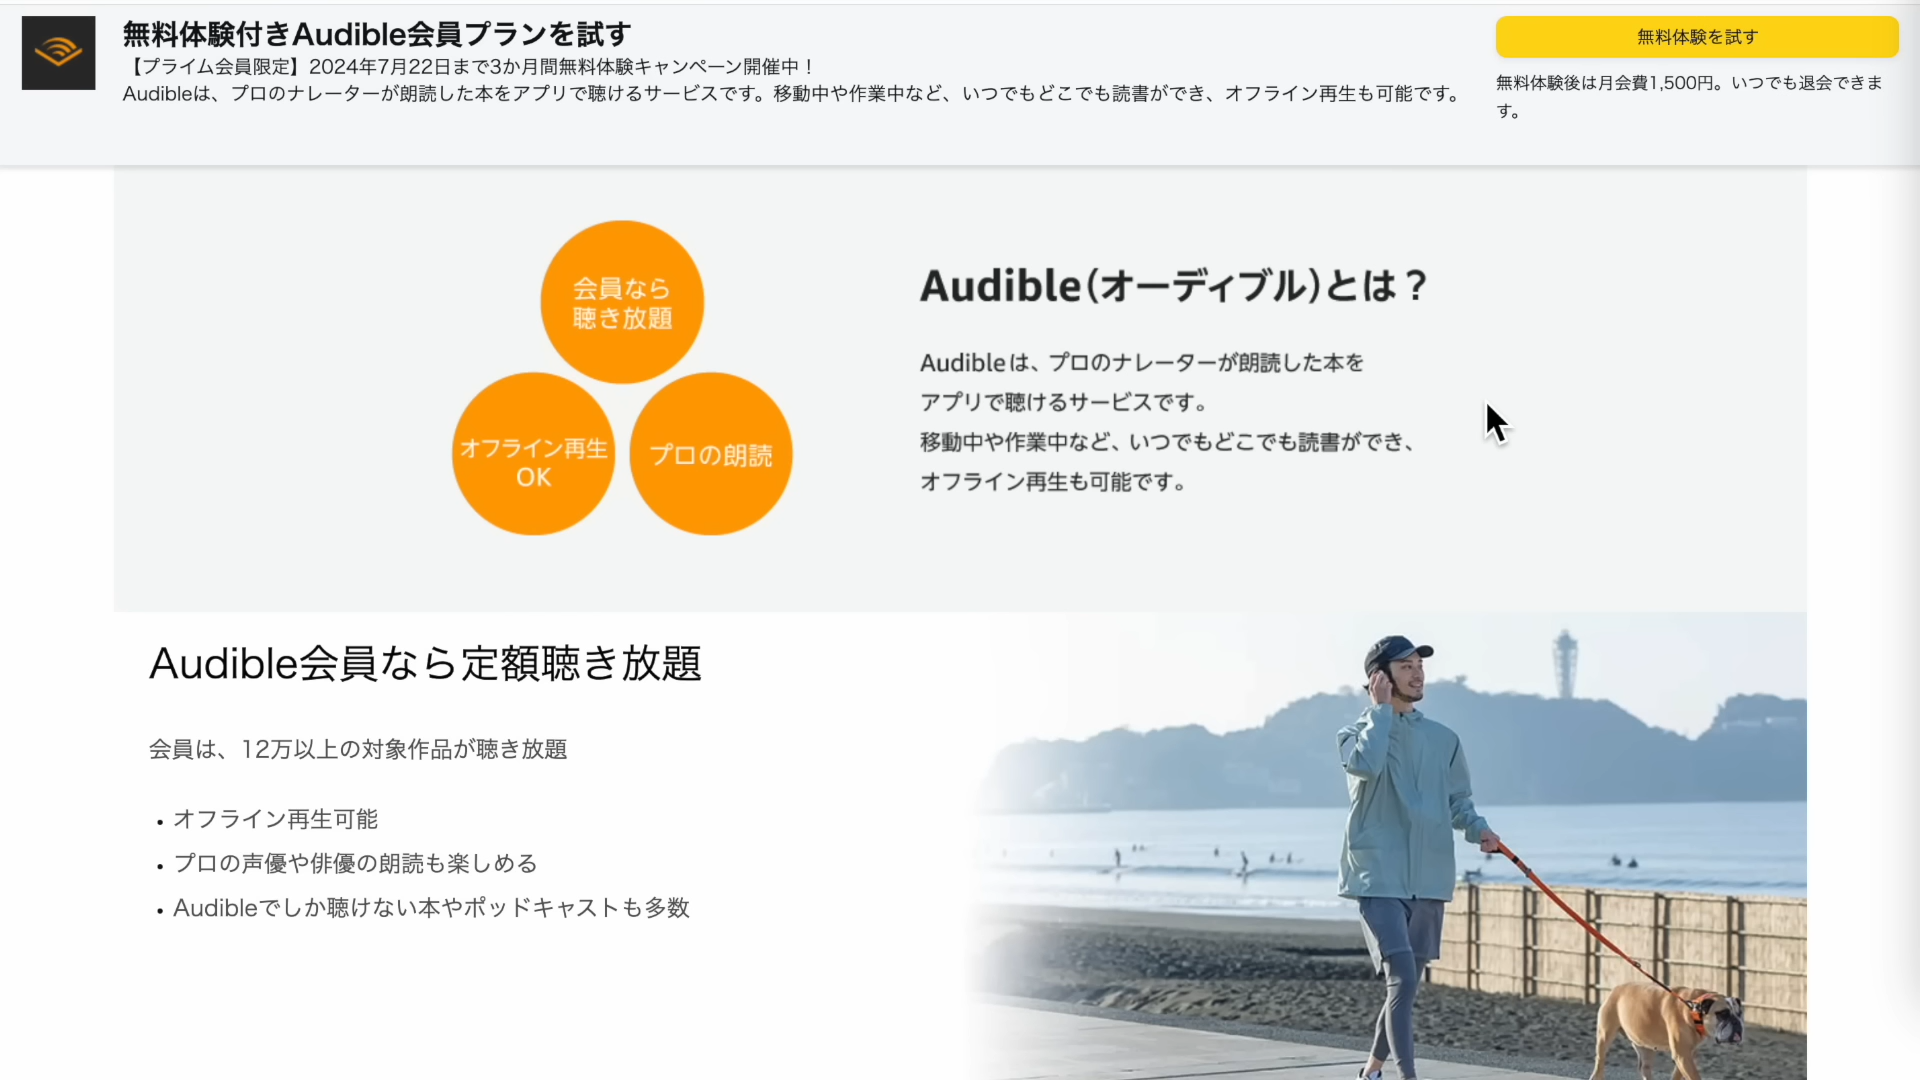 無料体験付きAudible会員プランを試す
【プライム会員限定】2024年7月22日まで3か月間無料体験キャンペーン開催中！
Audibleは、プロのナレーターが朗読した本をアプリで聴けるサービスです。移動中や作業中など、いつでもどこでも読書ができ、オフライン再生も可能です。
無料体験を試す
無料体験後は月会費1,500円。いつでも退会できま
す。
会員なら
聴き放題
オフライン再生
OK
プロの朗読
Audible(オーディブル)とは？
Audibleは、プロのナレーターが朗読した本を
アプリで聴けるサービスです。
移動中や作業中など、いつでもどこでも読書ができ、
オフライン再生も可能です。
Audible会員なら定額聴き放題
会員は、12万以上の対象作品が聴き放題
・オフライン再生可能
・プロの声優や俳優の朗読も楽しめる
・Audibleでしか聴けない本やポッドキャストも多数